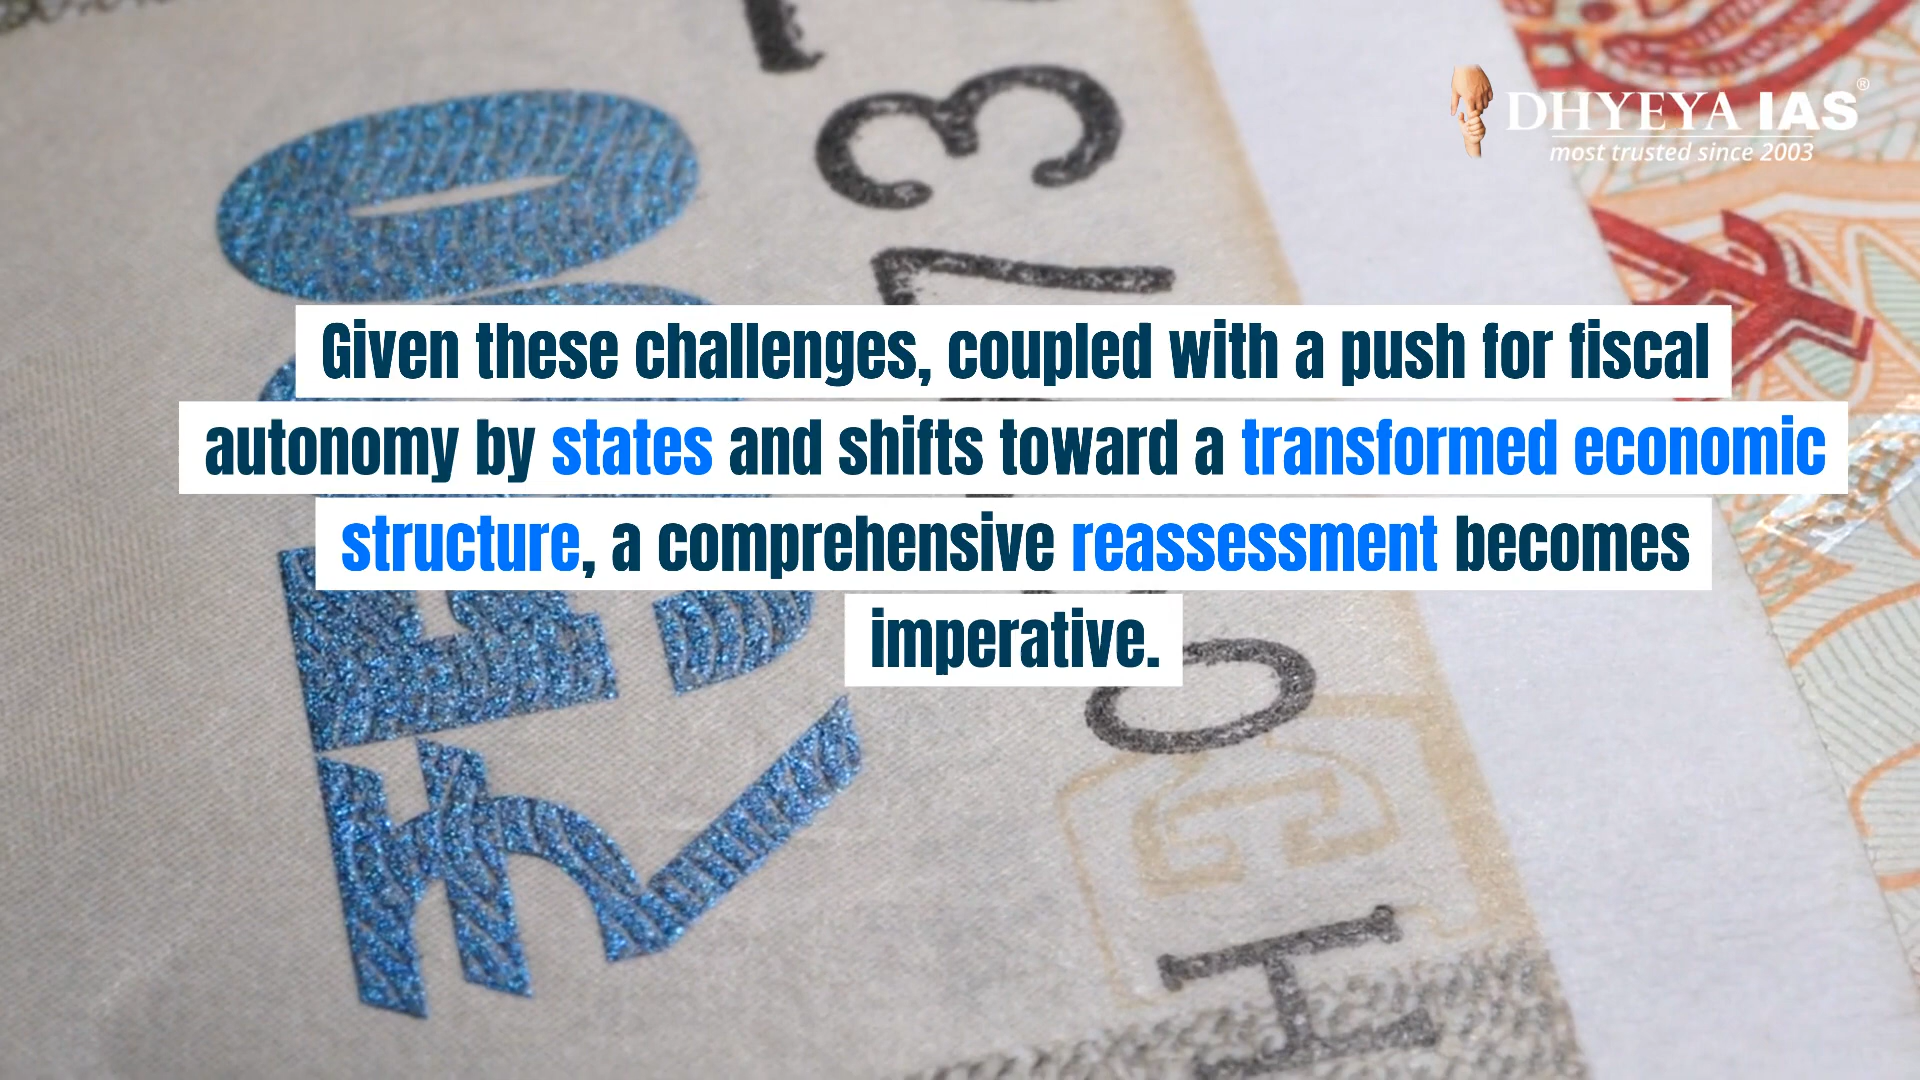 DHYEYA IAS®
most trusted since 2003
Given these challenges, coupled with a push for fiscal
autonomy by states and shifts toward a transformed economic
structure, a comprehensive reassessment becomes
imperative.